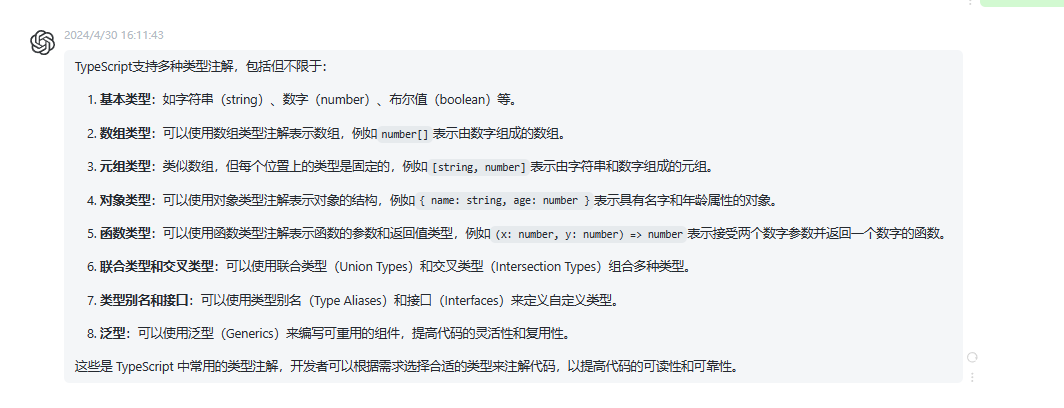 2024/4/30 16:11:43
TypeScript支持多种类型注解，包括但不限于：
1. 基本类型：如字符串（string）、数字（number）、布尔值（boolean）等。
2. 数组类型：可以使用数组类型注解表示数组，例如 number[] 表示由数字组成的数组。
3. 元组类型：类似数组，但每个位置上的类型是固定的，例如 [string, number] 表示由字符串和数字组成的元组。
4. 对象类型：可以使用对象类型注解表示对象的结构，例如 { name: string, age: number } 表示具有名字和年龄属性的对象。
5. 函数类型：可以使用函数类型注解表示函数的参数和返回值类型，例如 (x: number, y: number) => number 表示接受两个数字参数并返回一个数字的函数。
6. 联合类型和交叉类型：可以使用联合类型（Union Types）和交叉类型（Intersection Types）组合多种类型。
7. 类型别名和接口：可以使用类型别名（Type Aliases）和接口（Interfaces）来定义自定义类型。
8. 泛型：可以使用泛型（Generics）来编写可重用的组件，提高代码的灵活性和复用性。
这些是 TypeScript 中常用的类型注解，开发者可以根据需求选择合适的类型来注解代码，以提高代码的可读性和可靠性。